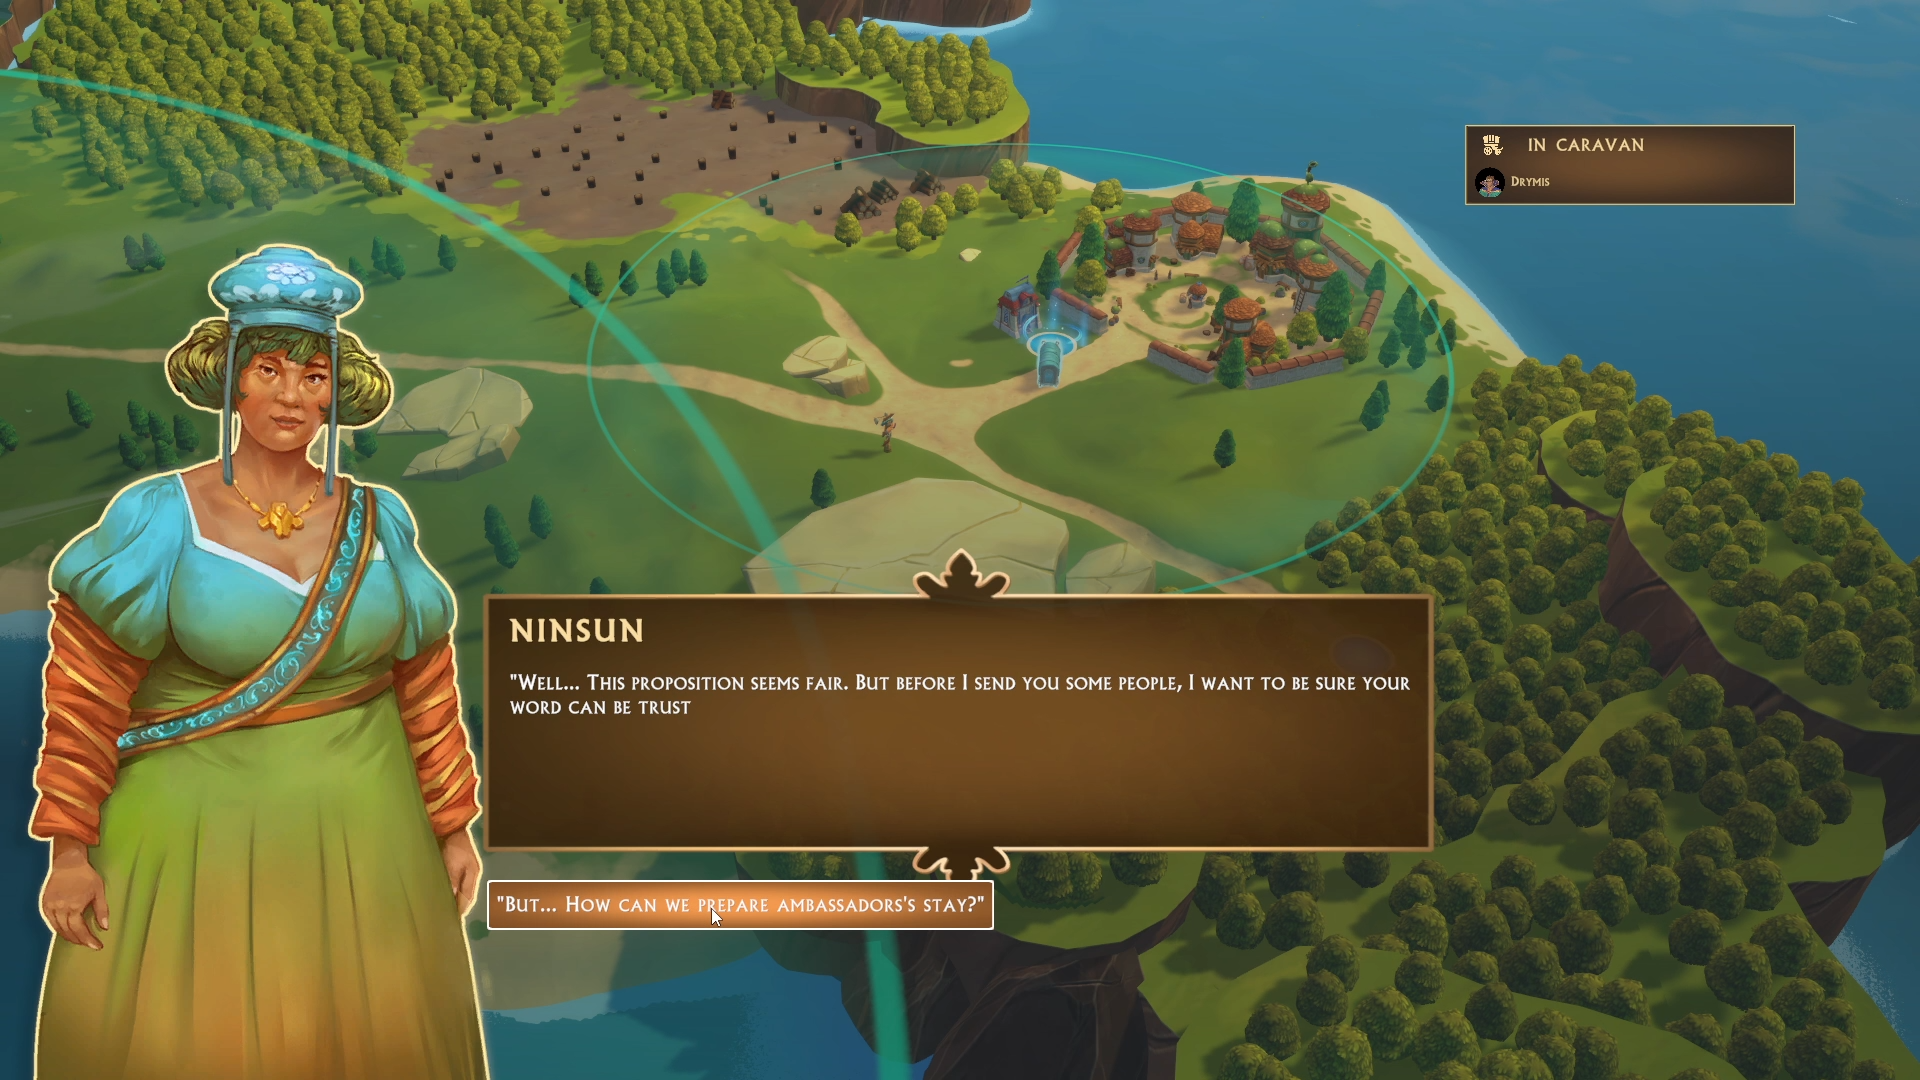 IN CARAVAN
DRYMIS
NINSUN
"WELL... THIS PROPOSITION SEEMS FAIR. BUT BEFORE I SEND YOU SOME PEOPLE, I WANT TO BE SURE YOUR
WORD CAN BE TRUST
"BUT... HOW CAN WE PREPARE AMBASSADORS'S STAY?"